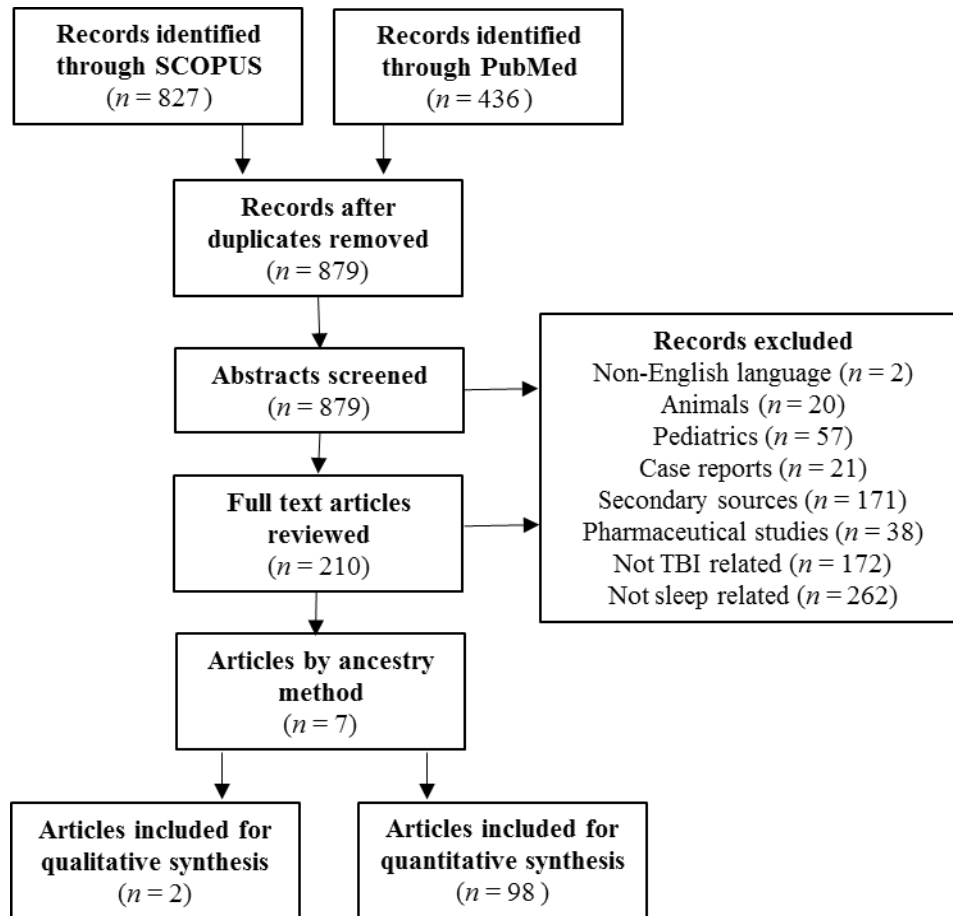 Records identified
through SCOPUS
(n = 827)
Records identified
through PubMed
(n = 436)
Records after
duplicates removed
(n = 879)
Abstracts screened
(n = 879)
Records excluded
Non-English language (n = 2)
Animals (n = 20)
Pediatrics (n = 57)
Case reports (n = 21)
Secondary sources (n = 171)
Pharmaceutical studies (n = 38)
Not TBI related (n = 172)
Not sleep related (n = 262)
Full text articles
reviewed
(n = 210)
Articles by ancestry
method
(n = 7)
Articles included for
qualitative synthesis
(n = 2)
Articles included for
quantitative synthesis
(n = 98)